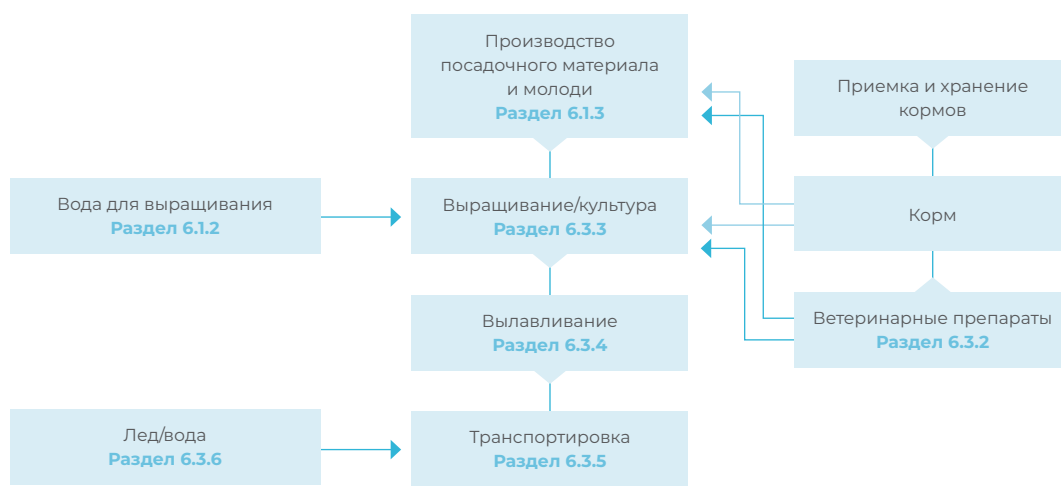 Производство
посадочного материала
и молоди
Раздел 6.1.3
Приемка и хранение
кормов
Вода для выращивания
Раздел 6.1.2
Выращивание/культура
Раздел 6.3.3
Корм
Вылавливание
Раздел 6.3.4
Ветеринарные препараты
Раздел 6.3.2
Лед/вода
Раздел 6.3.6
Транспортировка
Раздел 6.3.5